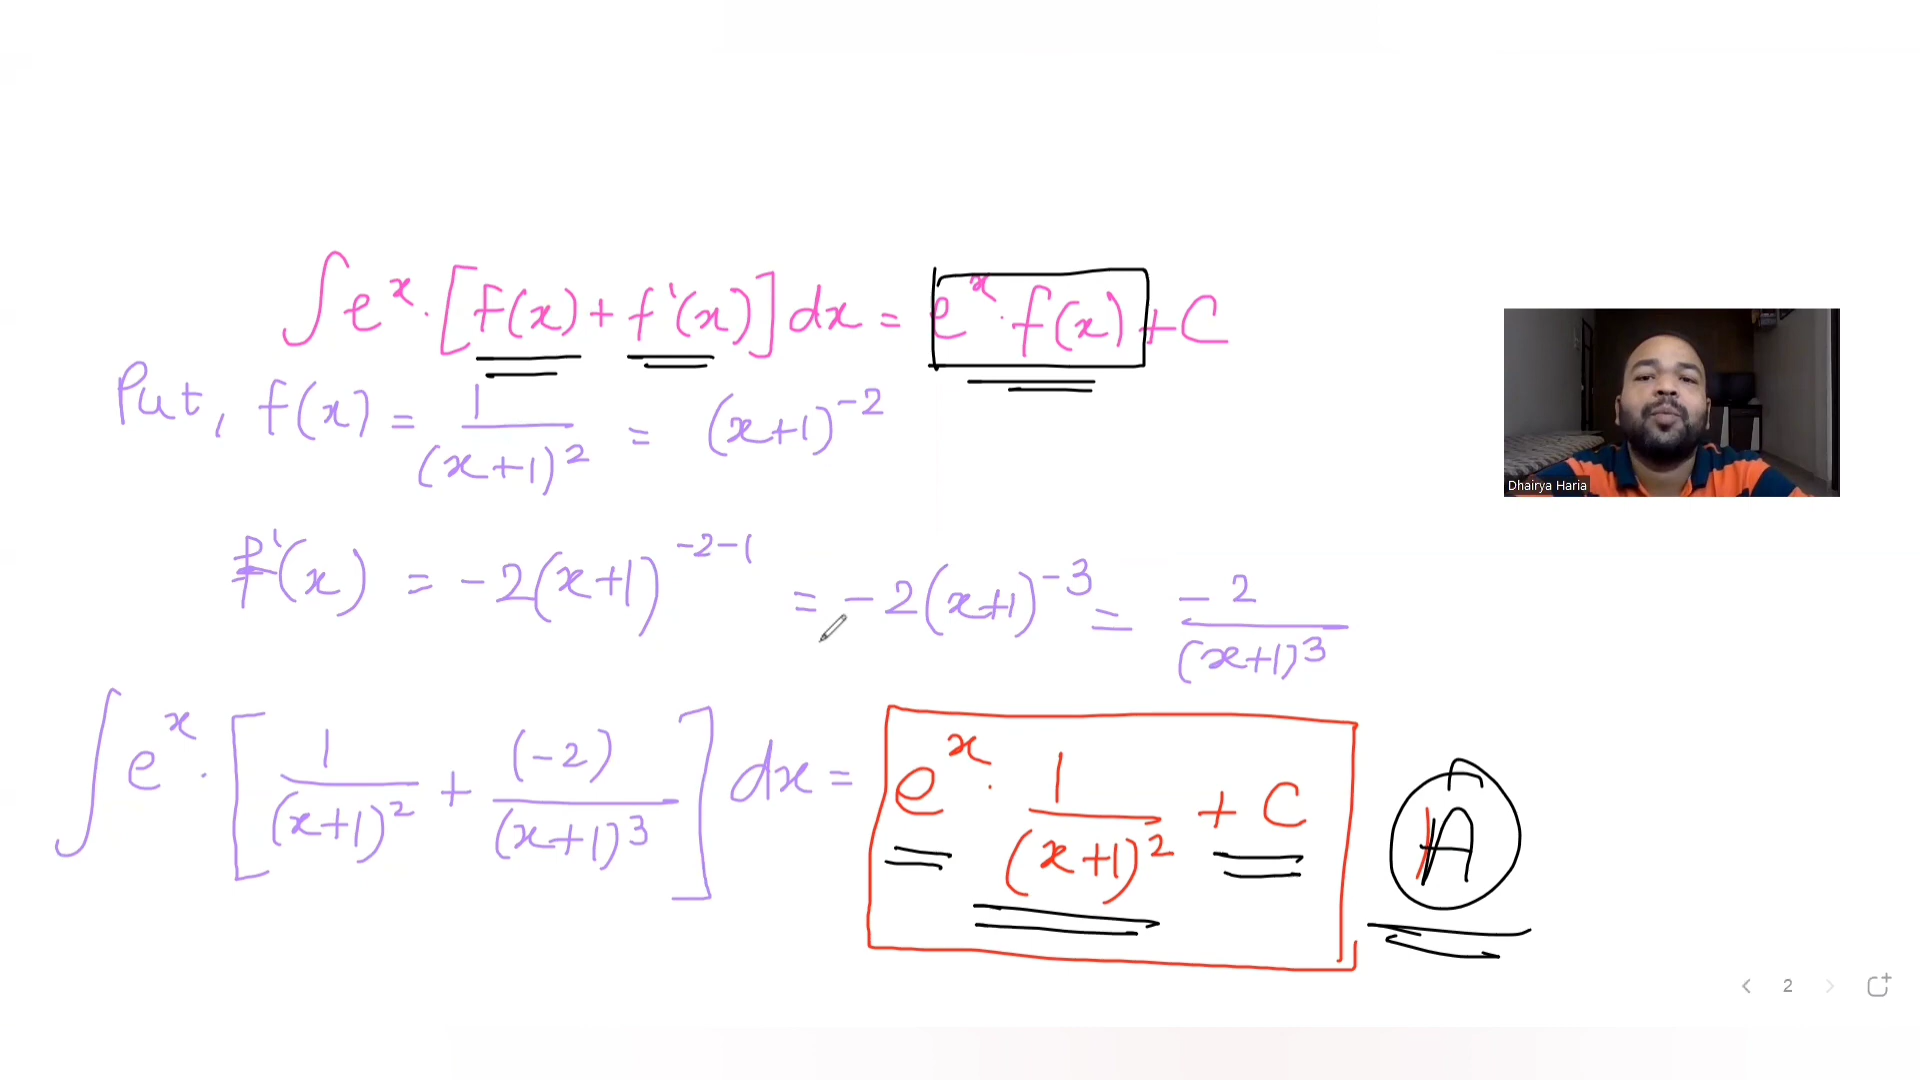 ∫ eˣ · [f(x) + f'(x)] dx = eˣ · f(x) + C
Put, f(x) = 1/(x+1)² = (x+1)⁻²
f'(x) = -2(x+1)⁻²⁻¹ = -2(x+1)⁻³ = -2/(x+1)³
∫ eˣ · [1/(x+1)² + (-2)/(x+1)³] dx = eˣ · 1/(x+1)² + C
A
Dhairya Haria
2